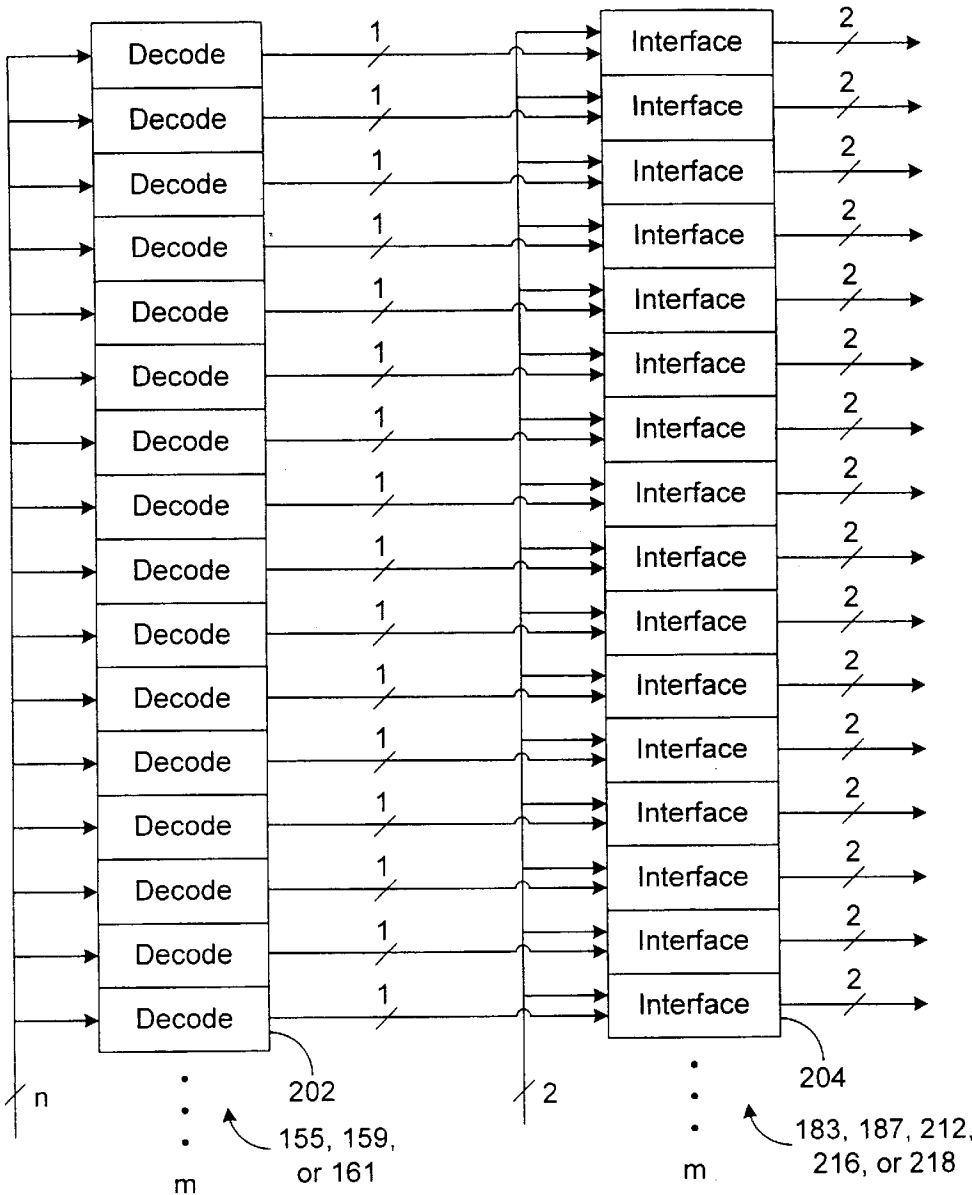 1 2
Decode Interface
1 2
Decode Interface
1 2
Decode Interface
1 2
Decode Interface
1 2
Decode Interface
1 2
Decode Interface
1 2
Decode Interface
1 2
Decode Interface
1 2
Decode Interface
1 2
Decode Interface
1 2
Decode Interface
1 2
Decode Interface
1 2
Decode Interface
1 2
Decode Interface
1 2
Decode Interface
1 2
Decode Interface
n 202 2 204
155, 159,
or 161
183, 187, 212,
216, or 218
m m